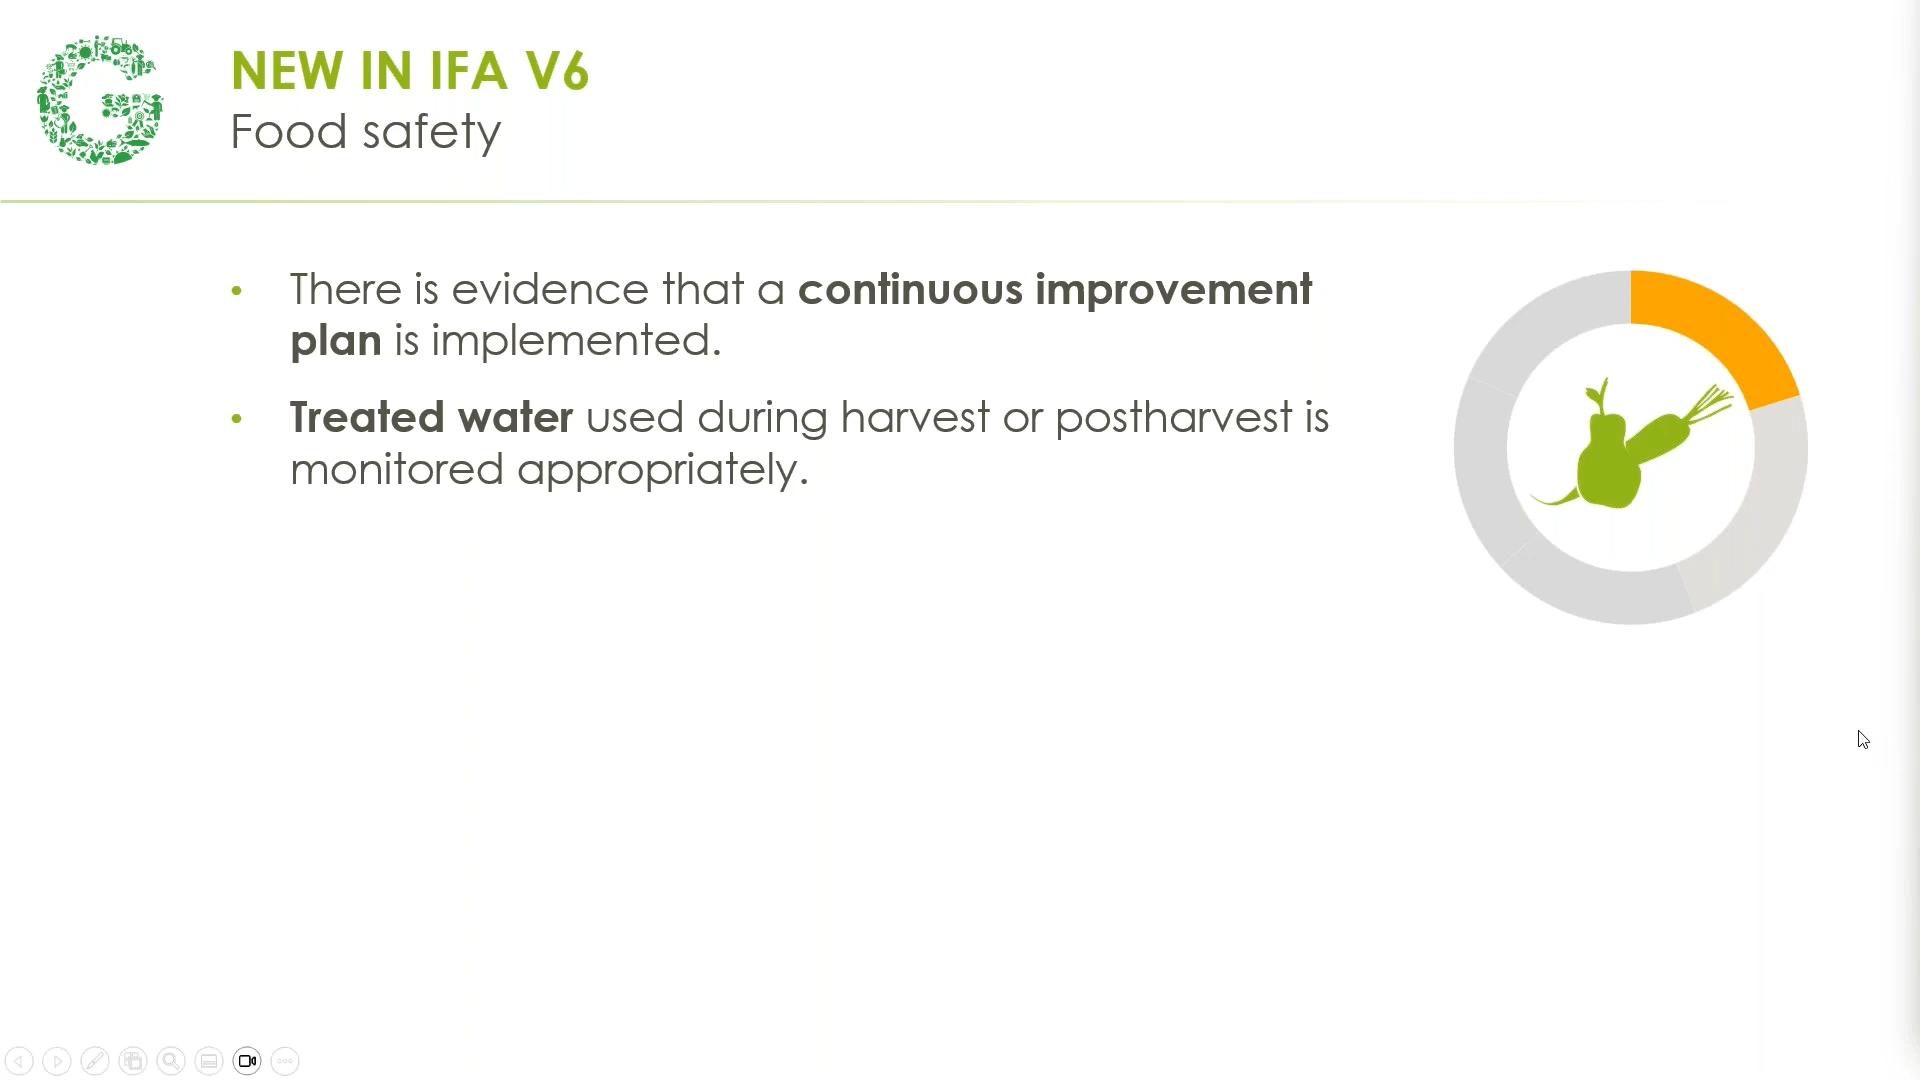 NEW IN IFA V6
Food safety
• There is evidence that a continuous improvement
plan is implemented.
• Treated water used during harvest or postharvest is
monitored appropriately.